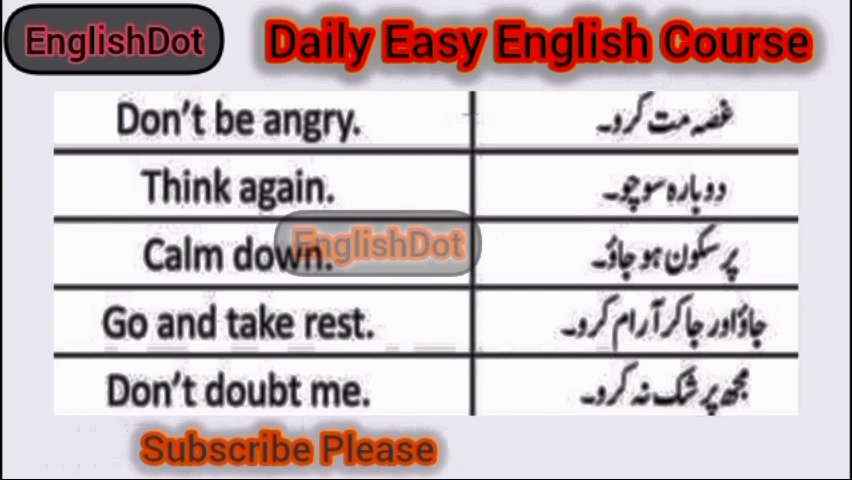 EnglishDot
Daily Easy English Course
Don't be angry.
غصہ مت کرو۔
Think again.
دوبارہ سوچو۔
EnglishDot
Calm down.
پر سکون ہو جاؤ۔
Go and take rest.
جاؤ اور جا کر آرام کرو۔
Don't doubt me.
مجھ پر شک نہ کرو۔
Subscribe Please